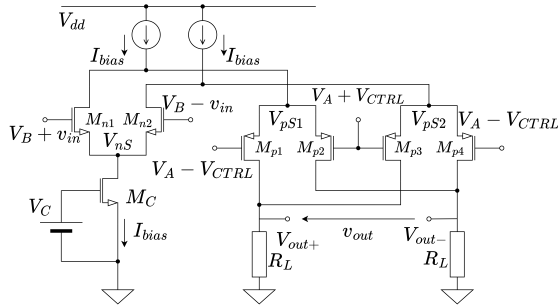 V_{dd}
I_{bias} I_{bias}
V_B - v_{in} V_A + V_{CTRL}
M_{n1} M_{n2} V_{pS1} V_{pS2} V_A - V_{CTRL}
V_B + v_{in} V_{nS} M_{p1} M_{p2} M_{p3} M_{p4}
V_A - V_{CTRL}
V_C M_C
I_{bias} V_{out+} v_{out} V_{out-}
R_L R_L